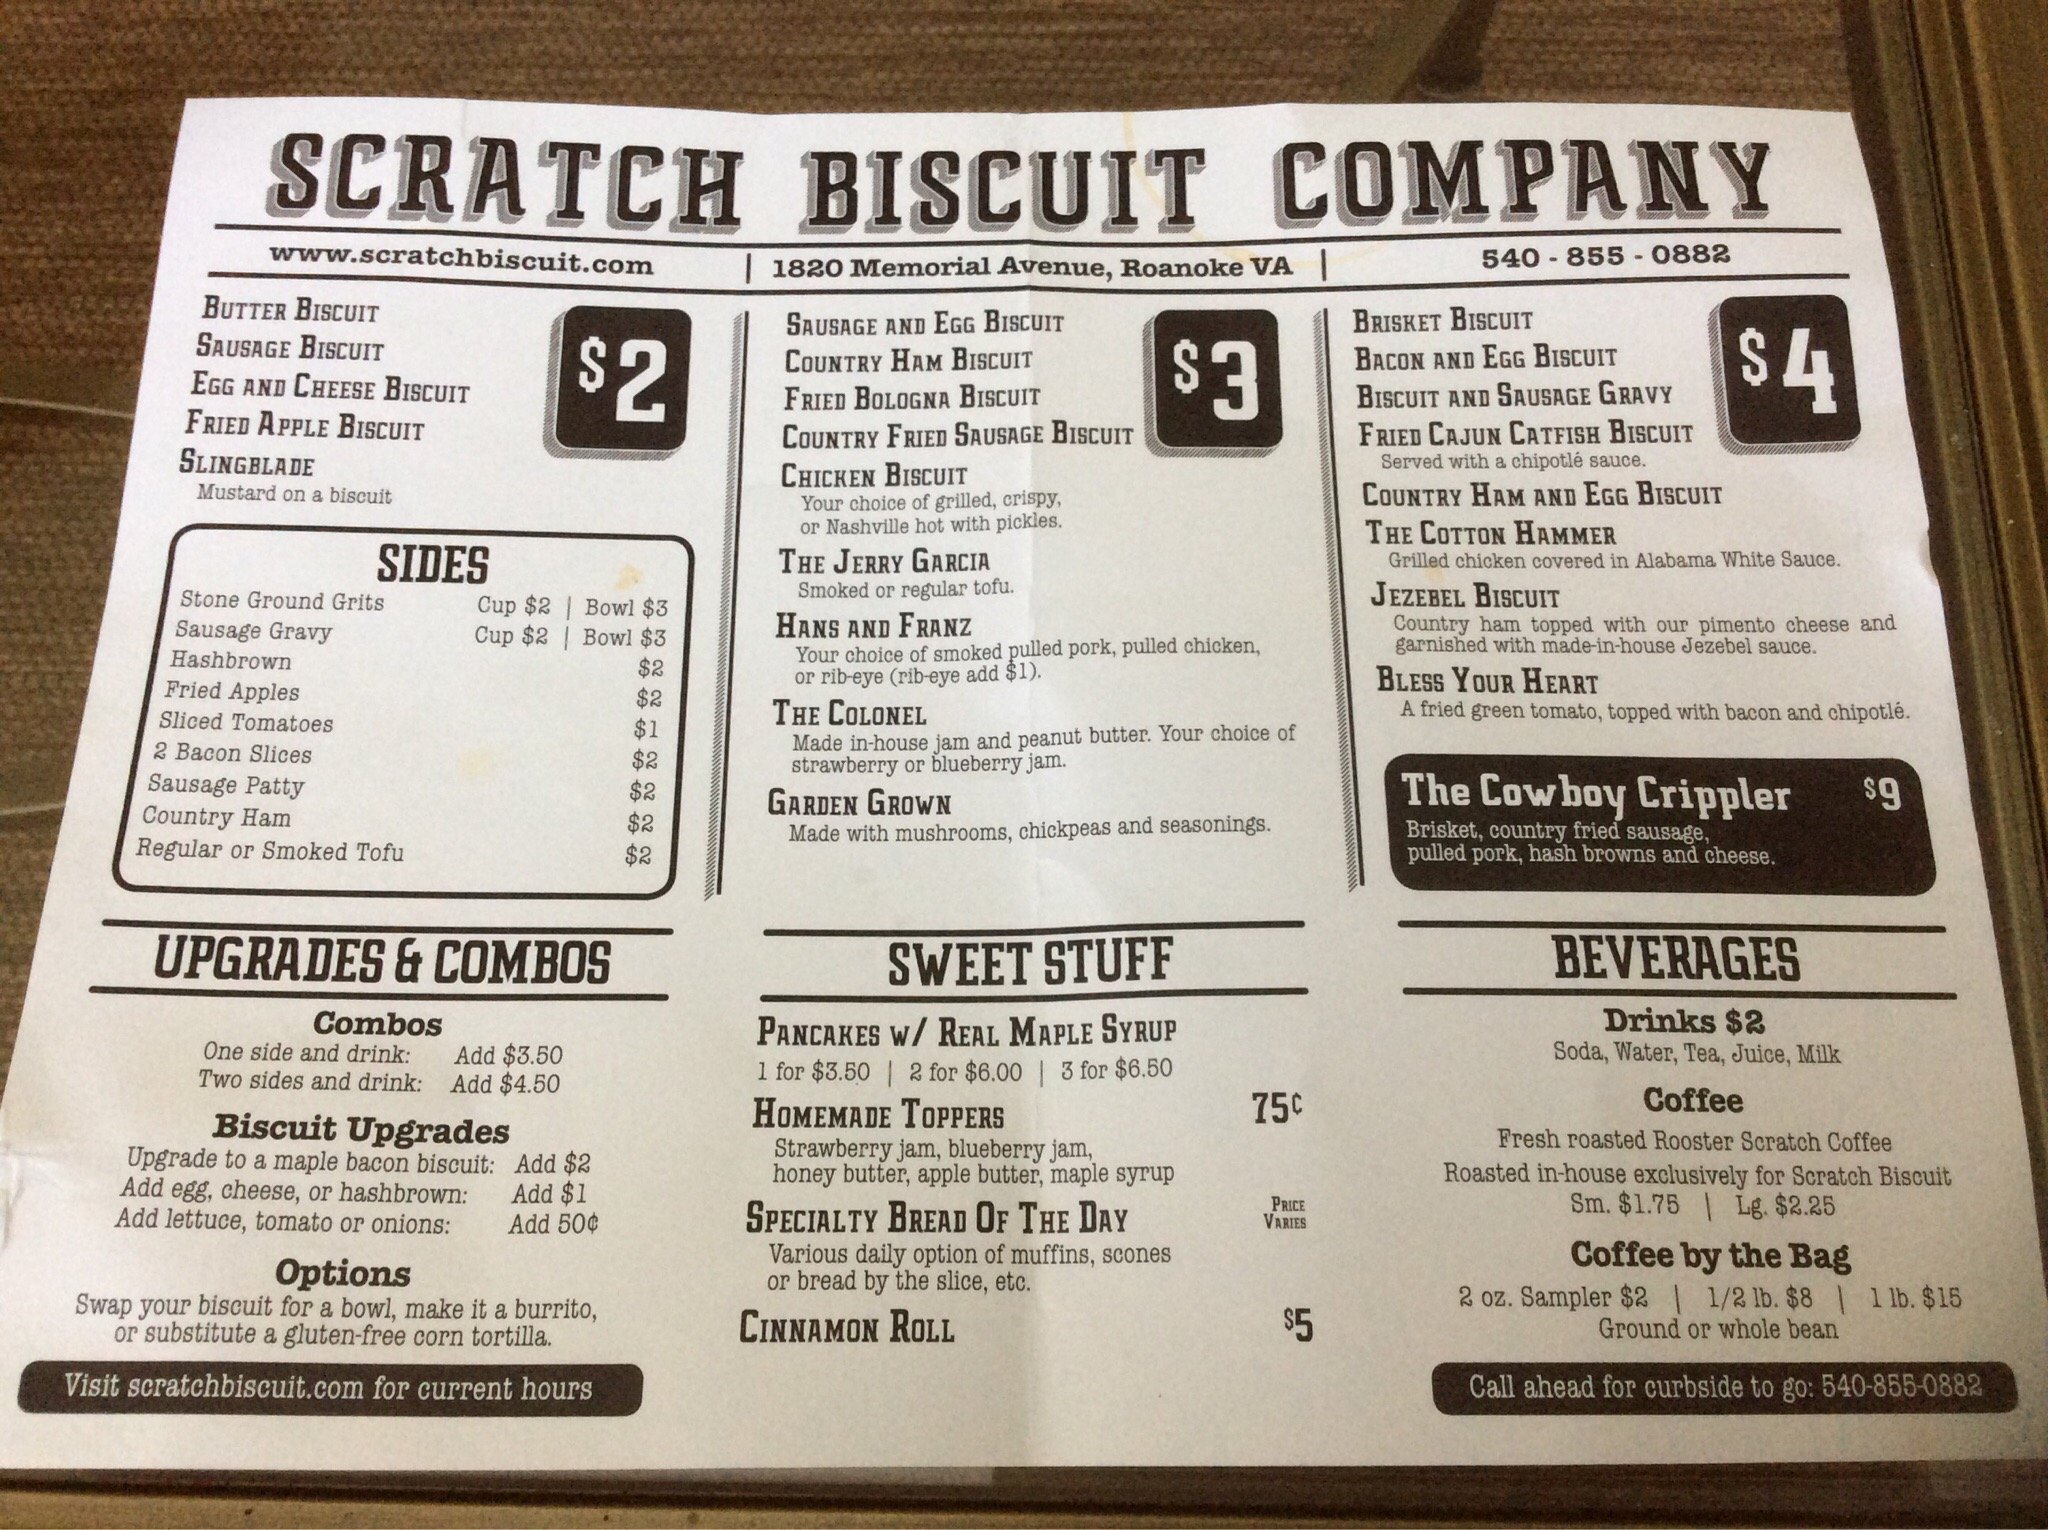 SCRATCH BISCUIT COMPANY
www.scratchbiscuit.com | 1820 Memorial Avenue, Roanoke VA | 540 - 855 - 0882
$2
BUTTER BISCUIT
SAUSAGE BISCUIT
EGG AND CHEESE BISCUIT
FRIED APPLE BISCUIT
SLINGBLADE
Mustard on a biscuit
SIDES
Stone Ground Grits Cup $2 | Bowl $3
Sausage Gravy Cup $2 | Bowl $3
Hashbrown $2
Fried Apples $2
Sliced Tomatoes $1
2 Bacon Slices $2
Sausage Patty $2
Country Ham $2
Regular or Smoked Tofu $2
$3
SAUSAGE AND EGG BISCUIT
COUNTRY HAM BISCUIT
FRIED BOLOGNA BISCUIT
COUNTRY FRIED SAUSAGE BISCUIT
CHICKEN BISCUIT
Your choice of grilled, crispy,
or Nashville hot with pickles.
THE JERRY GARCIA
Smoked or regular tofu.
HANS AND FRANZ
Your choice of smoked pulled pork, pulled chicken,
or rib-eye (rib-eye add $1).
THE COLONEL
Made in-house jam and peanut butter. Your choice of
strawberry or blueberry jam.
GARDEN GROWN
Made with mushrooms, chickpeas and seasonings.
$4
BRISKET BISCUIT
BACON AND EGG BISCUIT
BISCUIT AND SAUSAGE GRAVY
FRIED CAJUN CATFISH BISCUIT
Served with a chipotlé sauce.
COUNTRY HAM AND EGG BISCUIT
THE COTTON HAMMER
Grilled chicken covered in Alabama White Sauce.
JEZEBEL BISCUIT
Country ham topped with our pimento cheese and
garnished with made-in-house Jezebel sauce.
BLESS YOUR HEART
A fried green tomato, topped with bacon and chipotlé.
The Cowboy Crippler $9
Brisket, country fried sausage,
pulled pork, hash browns and cheese.
UPGRADES & COMBOS
Combos
One side and drink: Add $3.50
Two sides and drink: Add $4.50
Biscuit Upgrades
Upgrade to a maple bacon biscuit: Add $2
Add egg, cheese, or hashbrown: Add $1
Add lettuce, tomato or onions: Add 50¢
Options
Swap your biscuit for a bowl, make it a burrito,
or substitute a gluten-free corn tortilla.
Visit scratchbiscuit.com for current hours
SWEET STUFF
PANCAKES W/ REAL MAPLE SYRUP
1 for $3.50 | 2 for $6.00 | 3 for $6.50
HOMEMADE TOPPERS 75¢
Strawberry jam, blueberry jam,
honey butter, apple butter, maple syrup
SPECIALTY BREAD OF THE DAY PRICE VARIES
Various daily option of muffins, scones
or bread by the slice, etc.
CINNAMON ROLL $5
BEVERAGES
Drinks $2
Soda, Water, Tea, Juice, Milk
Coffee
Fresh roasted Rooster Scratch Coffee
Roasted in-house exclusively for Scratch Biscuit
Sm. $1.75 | Lg. $2.25
Coffee by the Bag
2 oz. Sampler $2 | 1/2 lb. $8 | 1 lb. $15
Ground or whole bean
Call ahead for curbside to go: 540-855-0882